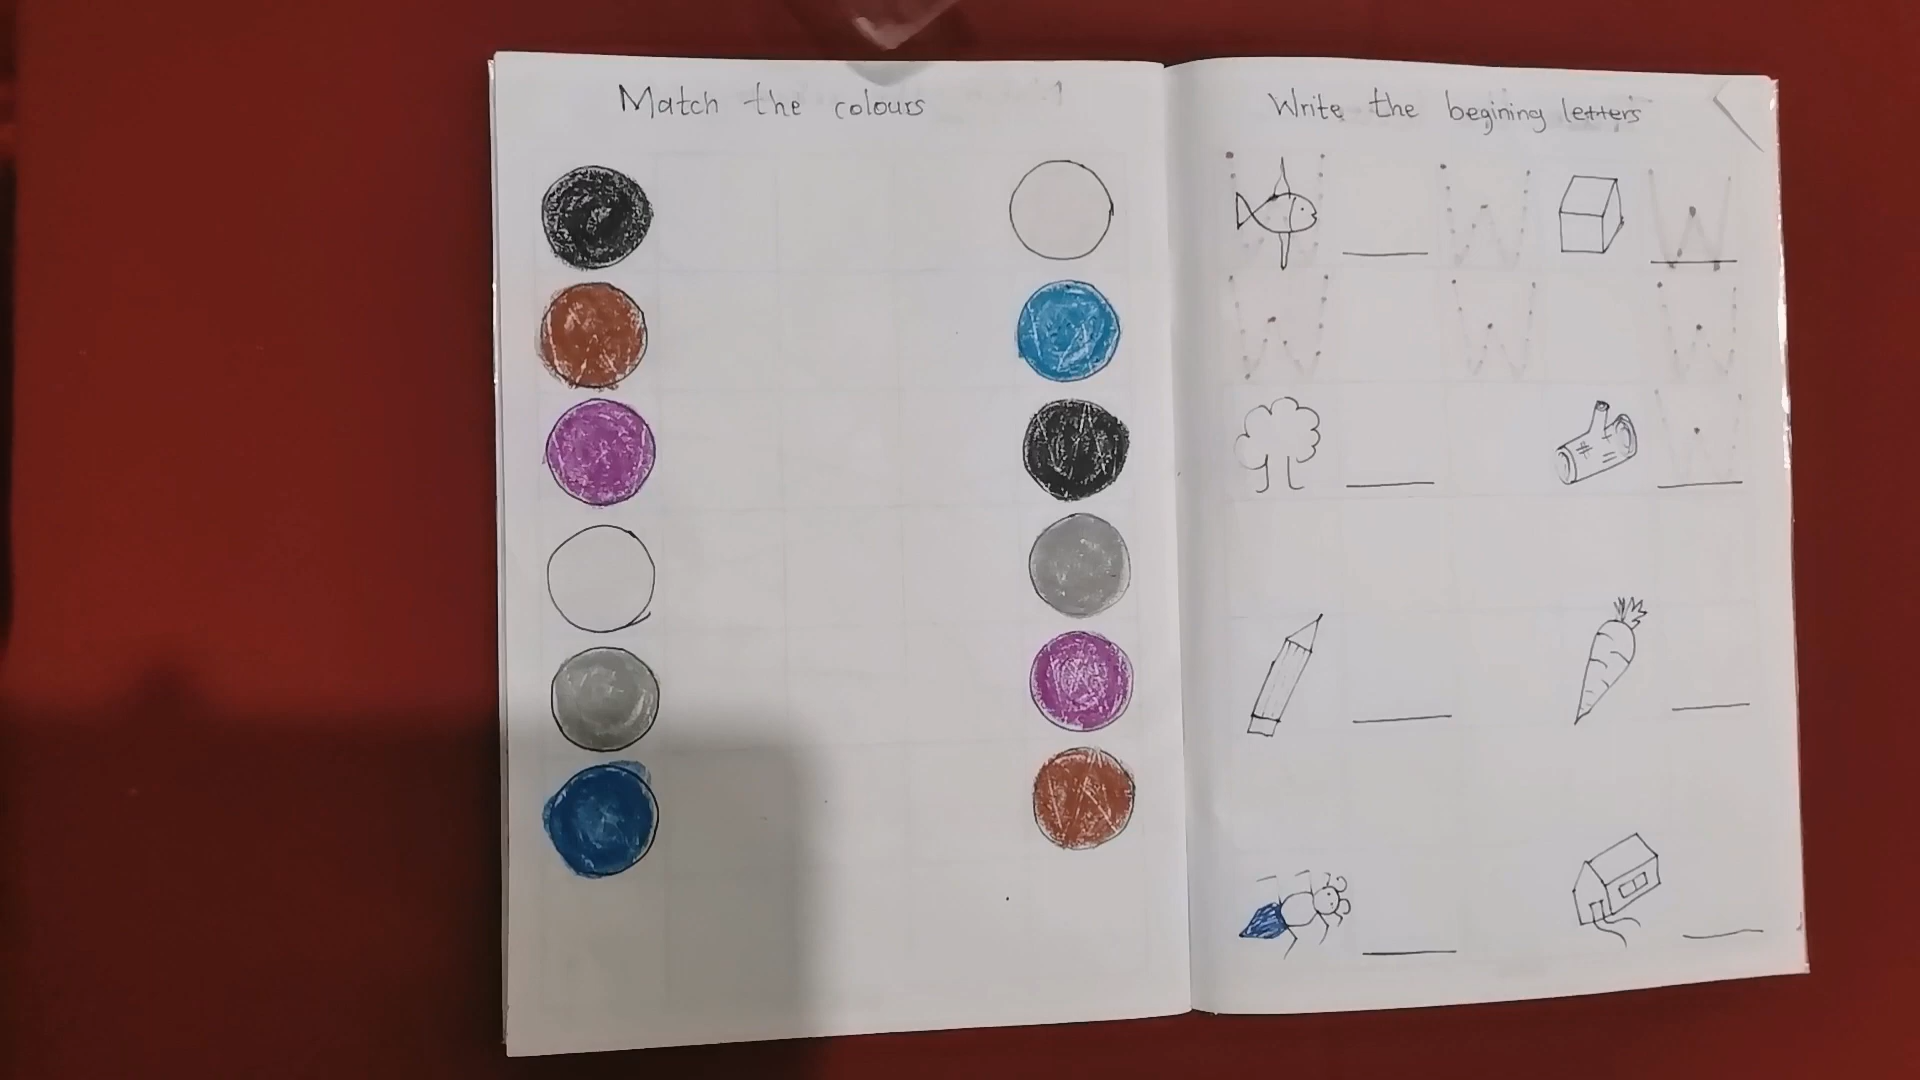 Match the colours
Write the begining letters
W W W
W W W
W